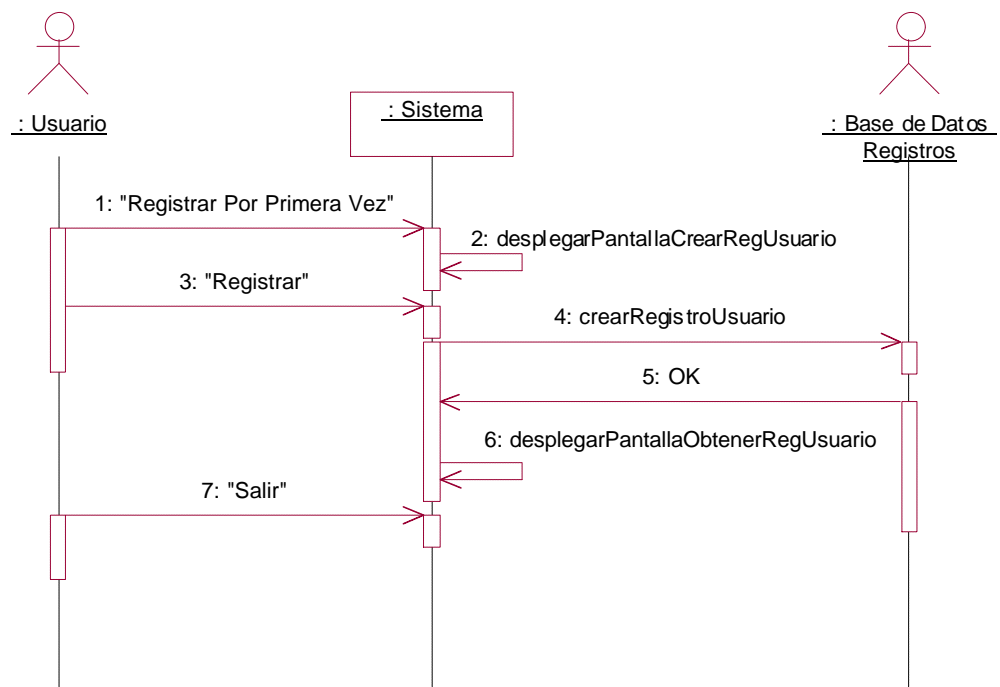 : Usuario
: Sistema
: Base de Datos
Registros
1: "Registrar Por Primera Vez"
2: desplegarPantallaCrearRegUsuario
3: "Registrar"
4: crearRegistroUsuario
5: OK
6: desplegarPantallaObtenerRegUsuario
7: "Salir"